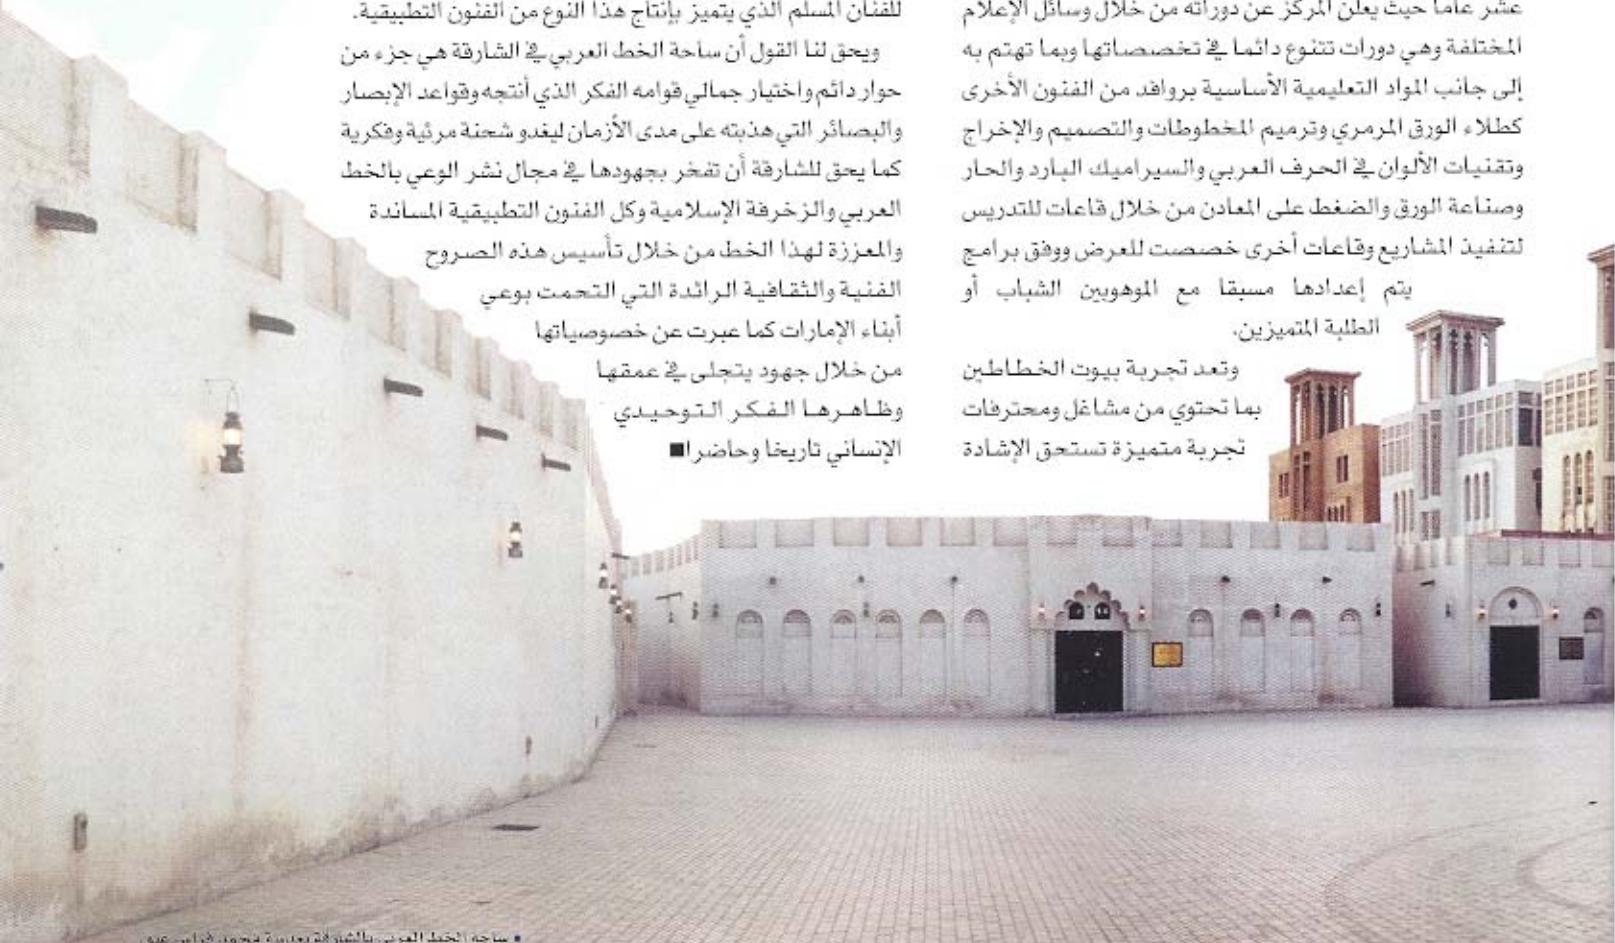 عشر عاما حيث يعلن المركز عن دوراته من خلال وسائل الإعلام
المختلفة وهي دورات تتنوع دائما في تخصصاتها وبما تهتم به
إلى جانب المواد التعليمية الأساسية بروافد من الفنون الأخرى
كطلاء الورق المرمري وترميم المخطوطات والتصميم والإخراج
وتقنيات الألوان في الحرف العربي والسيراميك البارد والحار
وصناعة الورق والضغط على المعادن من خلال قاعات للتدريس
لتنفيذ المشاريع وقاعات أخرى خصصت للعرض ووفق برامج
يتم إعدادها مسبقا مع الموهوبين الشباب أو
الطلبة المتميزين.
وتعد تجربة بيوت الخطاطين
بما تحتوي من مشاغل ومحترفات
تجربة متميزة تستحق الإشادة
للفنان المسلم الذي يتميز بإنتاج هذا النوع من الفنون التطبيقية.
ويحق لنا القول أن ساحة الخط العربي في الشارقة هي جزء من
حوار دائم واختيار جمالي قوامه الفكر الذي أنتجه وقواعد الإبصار
والبصائر التي هذبته على مدى الأزمان ليغدو شحنة مرئية وفكرية
كما يحق للشارقة أن تفخر بجهودها في مجال نشر الوعي بالخط
العربي والزخرفة الإسلامية وكل الفنون التطبيقية المساندة
والمعززة لهذا الخط من خلال تأسيس هذه الصروح
الفنية والثقافية الرائدة التي التحمت بوعي
أبناء الإمارات كما عبرت عن خصوصياتها
من خلال جهود يتجلى في عمقها
وظاهرها الفكر التوحيدي
الإنساني تاريخا وحاضرا■
• ساحة الخط العربي بالشارقة